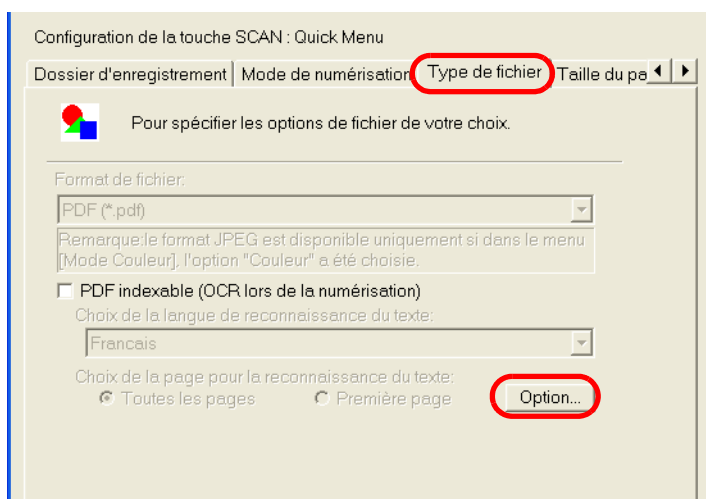 Configuration de la touche SCAN : Quick Menu
Dossier d'enregistrement Mode de numérisation Type de fichier Taille du pa
Pour spécifier les options de fichier de votre choix.
Format de fichier:
PDF (*.pdf)
Remarque:le format JPEG est disponible uniquement si dans le menu
[Mode Couleur], l'option "Couleur" a été choisie.
PDF indexable (OCR lors de la numérisation)
Choix de la langue de reconnaissance du texte:
Francais
Choix de la page pour la reconnaissance du texte:
Toutes les pages Première page Option...